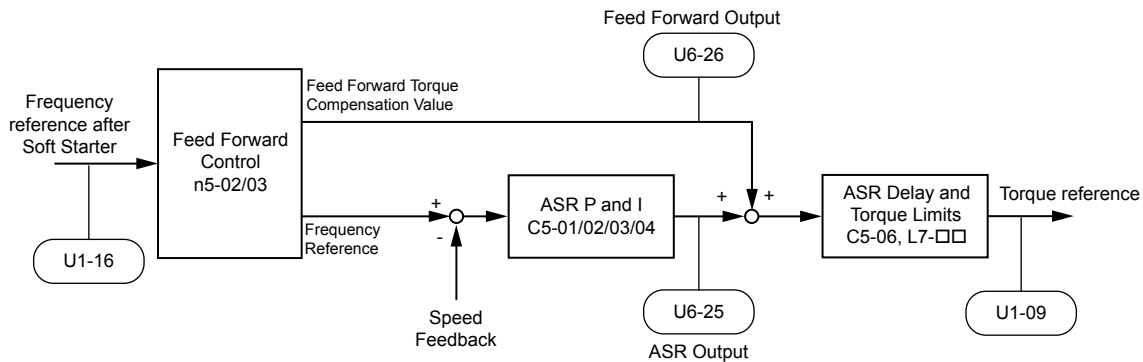 Feed Forward Output
U6-26
Feed Forward Torque
Compensation Value
Frequency
reference after
Soft Starter
Feed Forward
Control
n5-02/03
+
ASR P and I
C5-01/02/03/04
+
+
ASR Delay and
Torque Limits
C5-06, L7-□□
Torque reference
-
Frequency
Reference
U1-16
Speed
Feedback
U6-25
ASR Output
U1-09